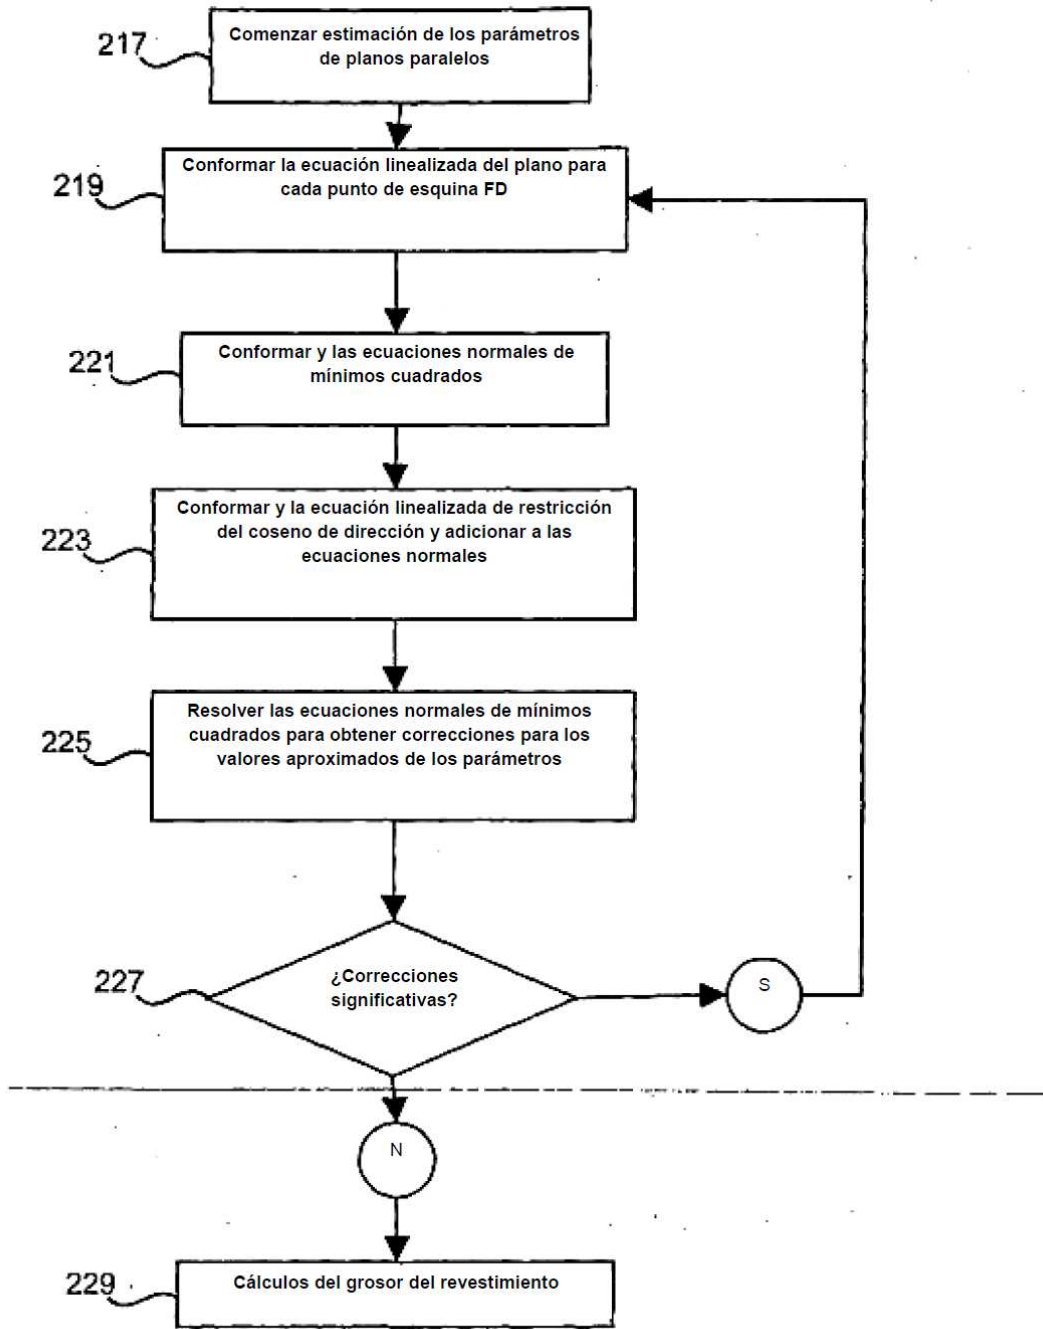 217
Comenzar estimación de los parámetros
de planos paralelos
219
Conformar la ecuación linealizada del plano para
cada punto de esquina FD
221
Conformar y las ecuaciones normales de
mínimos cuadrados
223
Conformar y la ecuación linealizada de restricción
del coseno de dirección y adicionar a las
ecuaciones normales
225
Resolver las ecuaciones normales de mínimos
cuadrados para obtener correcciones para los
valores aproximados de los parámetros
227
¿Correcciones
significativas?
S
N
229
Cálculos del grosor del revestimiento